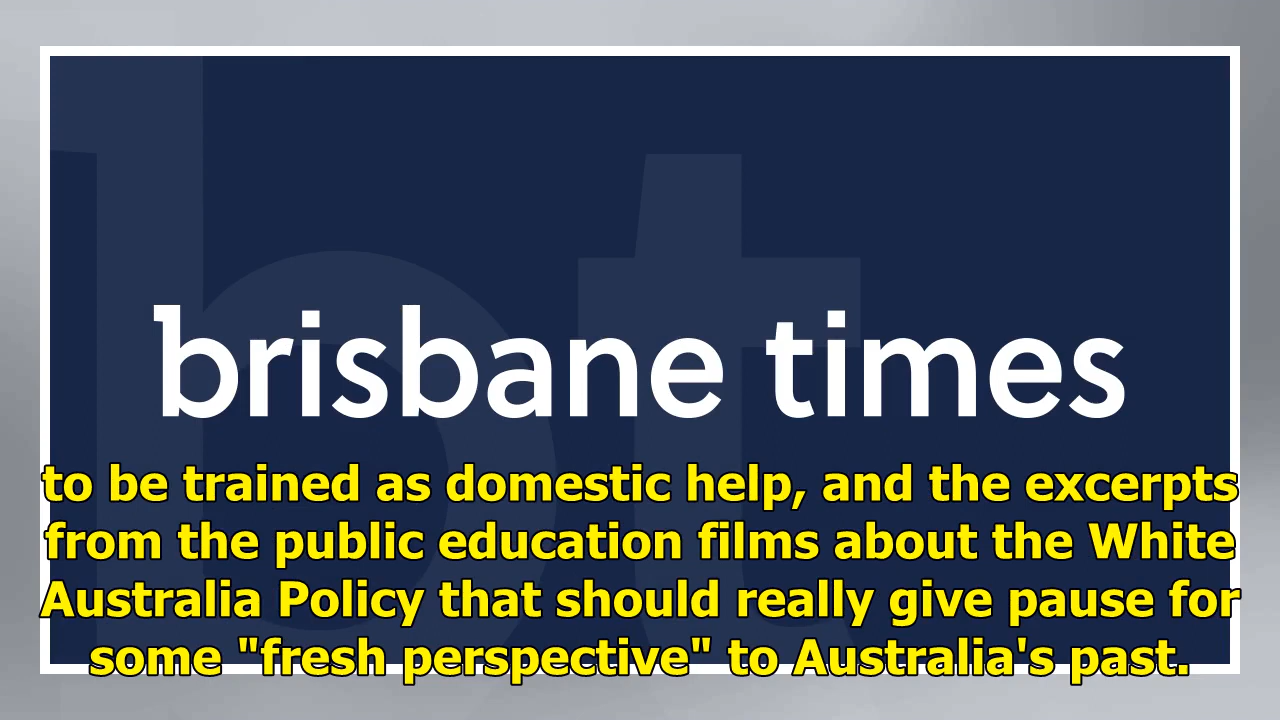 brisbane times
to be trained as domestic help, and the excerpts
from the public education films about the White
Australia Policy that should really give pause for
some "fresh perspective" to Australia's past.